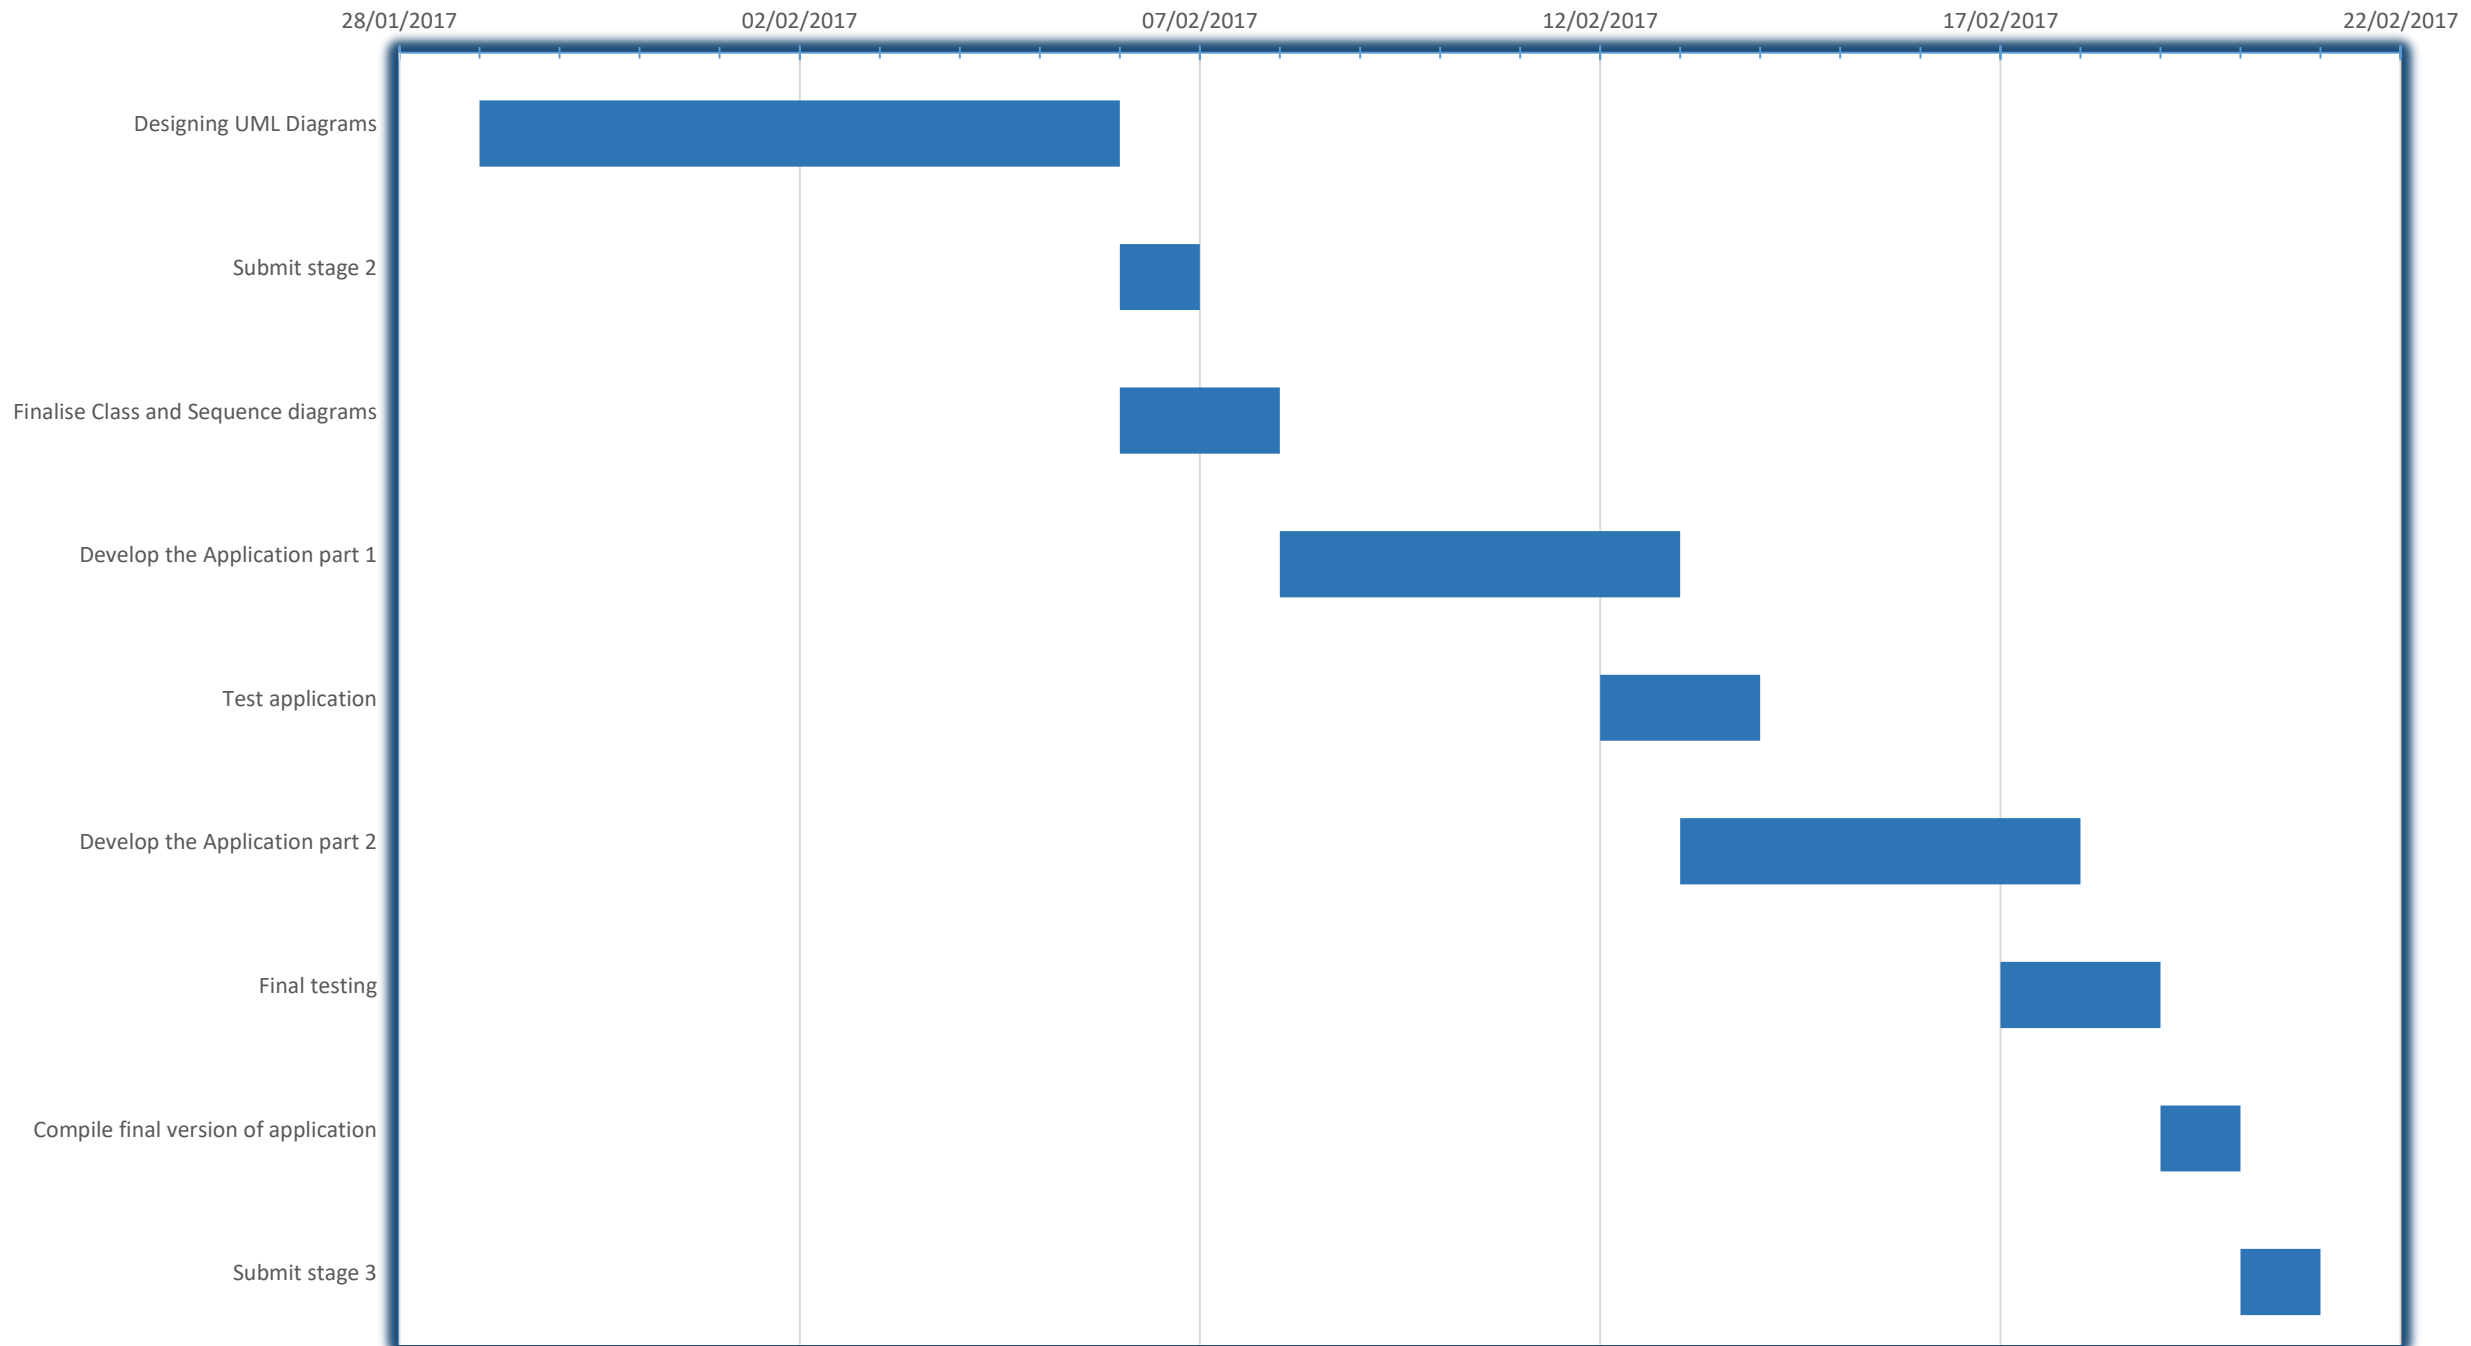 28/01/2017 02/02/2017 07/02/2017 12/02/2017 17/02/2017 22/02/2017
Designing UML Diagrams
Submit stage 2
Finalise Class and Sequence diagrams
Develop the Application part 1
Test application
Develop the Application part 2
Final testing
Compile final version of application
Submit stage 3